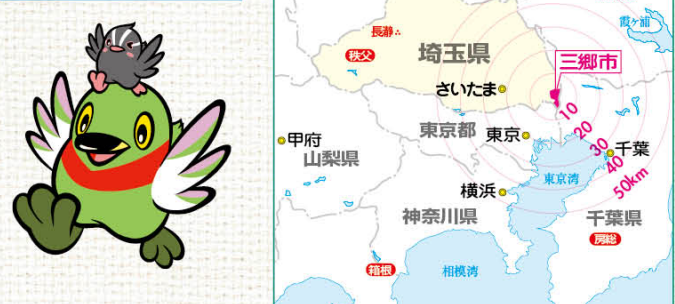 長瀞∴
秩父
埼玉県
霞ヶ浦
三郷市
さいたま
10
20
30
40
50km
東京都
東京
千葉
甲府
山梨県
東京湾
横浜
神奈川県
千葉県
房総
箱根
相模湾